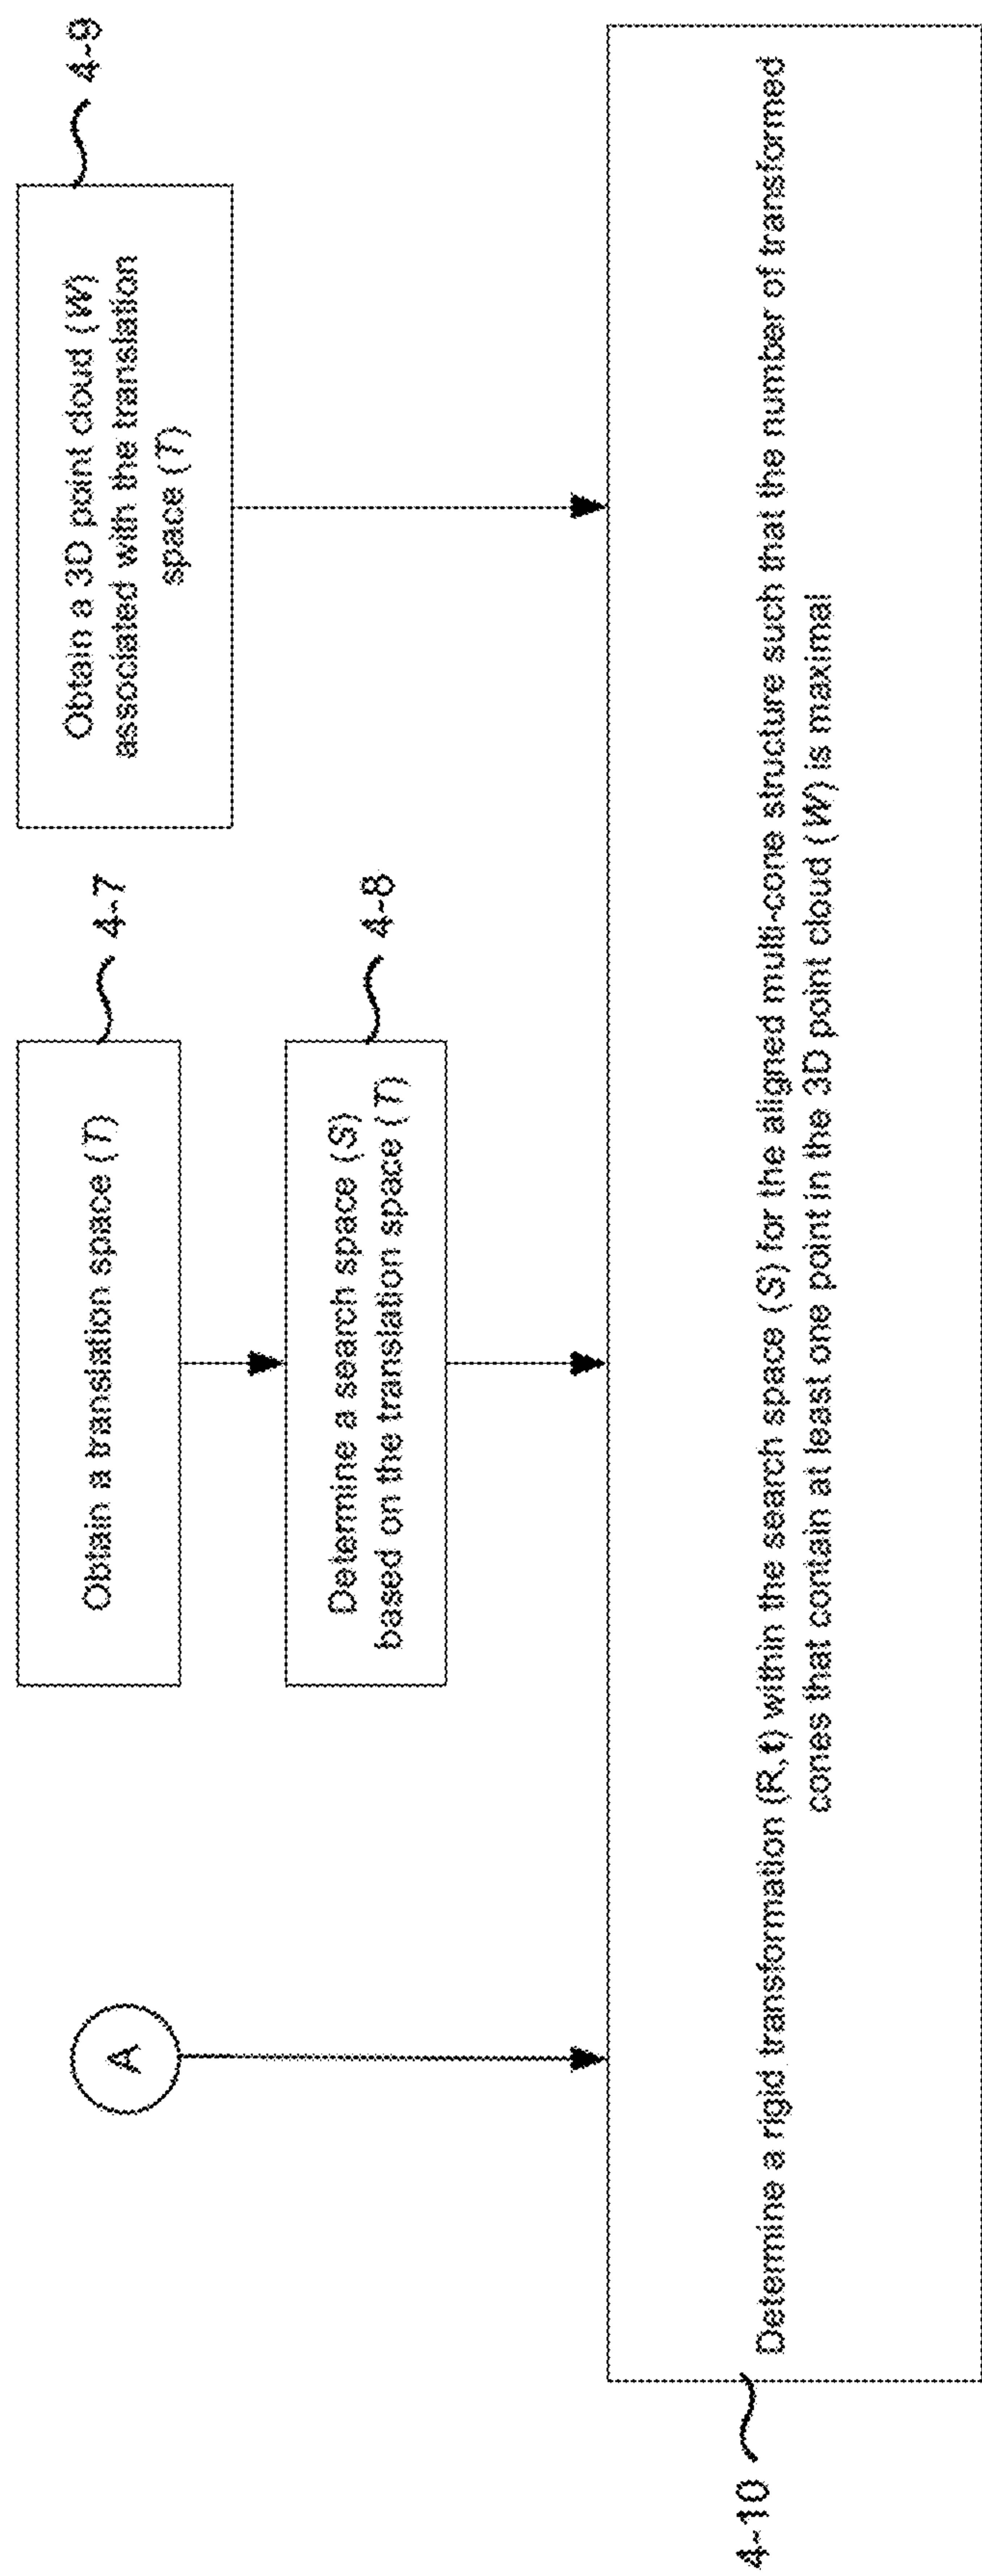 A
4-7
Obtain a translation space (T)
4-8
Determine a search space (S)
based on the translation space (T)
4-9
Obtain a 3D point cloud (W)
associated with the translation
space (T)
4-10
Determine a rigid transformation (R,t) within the search space (S) for the aligned multi-cone structure such that the number of transformed
cones that contain at least one point in the 3D point cloud (W) is maximal